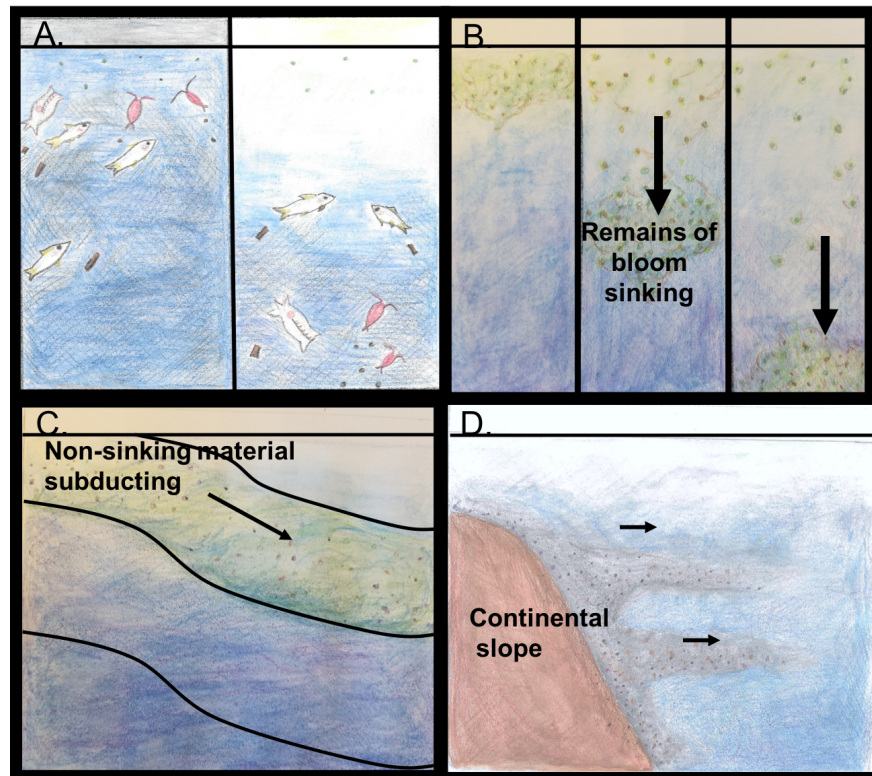 A.
B.
Remains of
bloom
sinking
C.
Non-sinking material
subducting
D.
Continental
slope